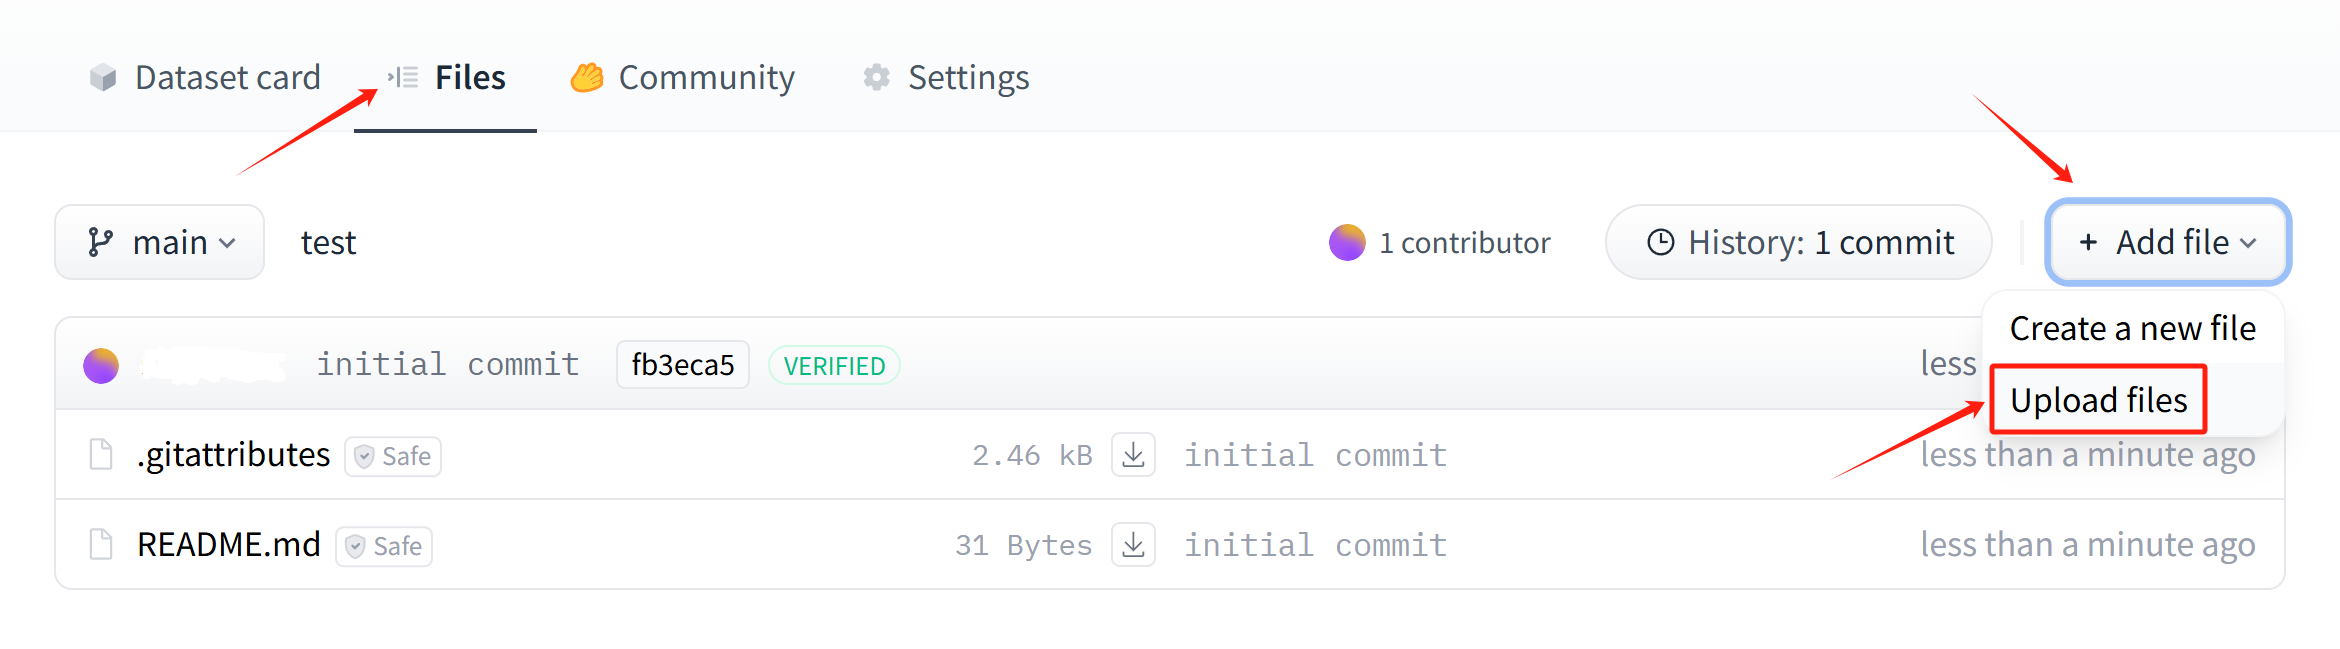 Dataset card Files Community Settings
main test 1 contributor History: 1 commit + Add file
Create a new file
initial commit fb3eca5 VERIFIED less
Upload files
.gitattributes Safe 2.46 kB initial commit less than a minute ago
README.md Safe 31 Bytes initial commit less than a minute ago